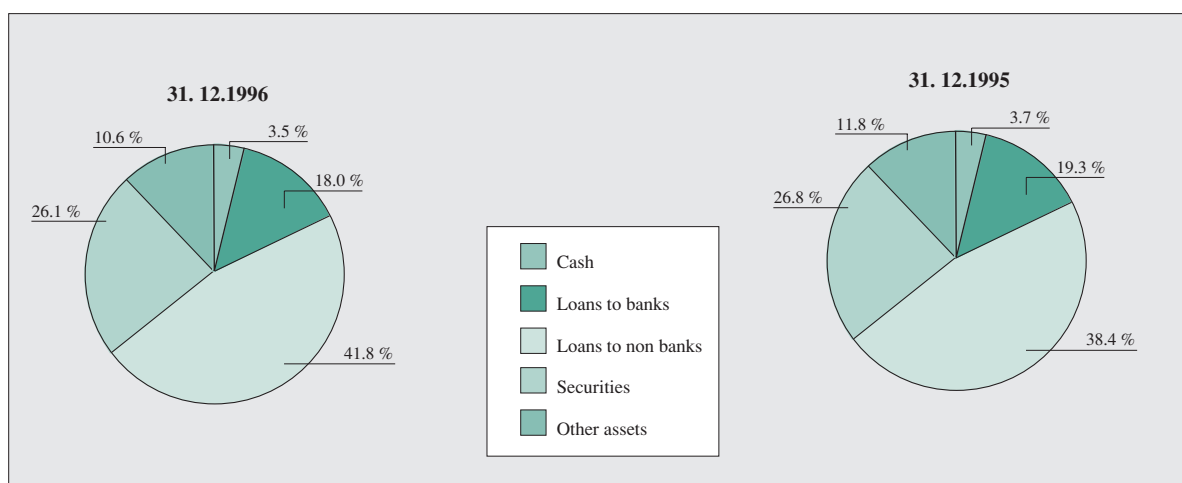 31. 12.1996
10.6 %
3.5 %
18.0 %
26.1 %
41.8 %
Cash
Loans to banks
Loans to non banks
Securities
Other assets
31. 12.1995
11.8 %
3.7 %
19.3 %
26.8 %
38.4 %